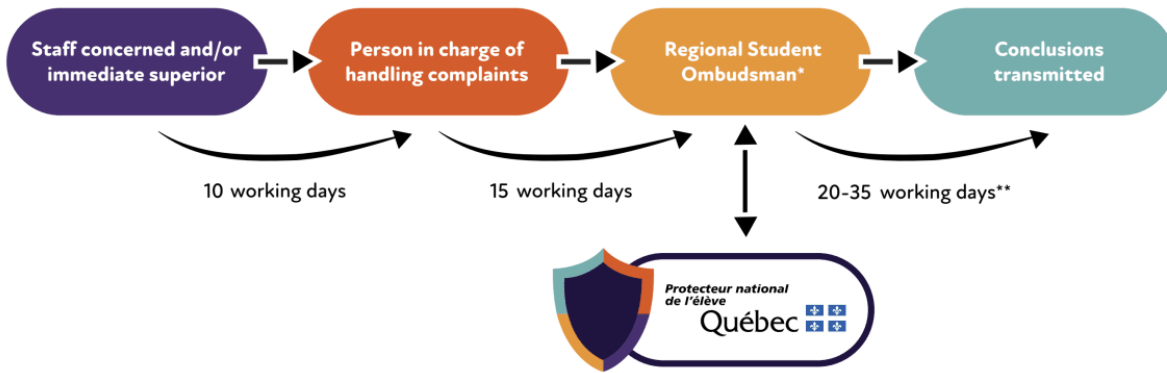 Staff concerned and/or
immediate superior
Person in charge of
handling complaints
Regional Student
Ombudsman*
Conclusions
transmitted
10 working days
15 working days
20-35 working days**
Protecteur national
de l'élève
Québec